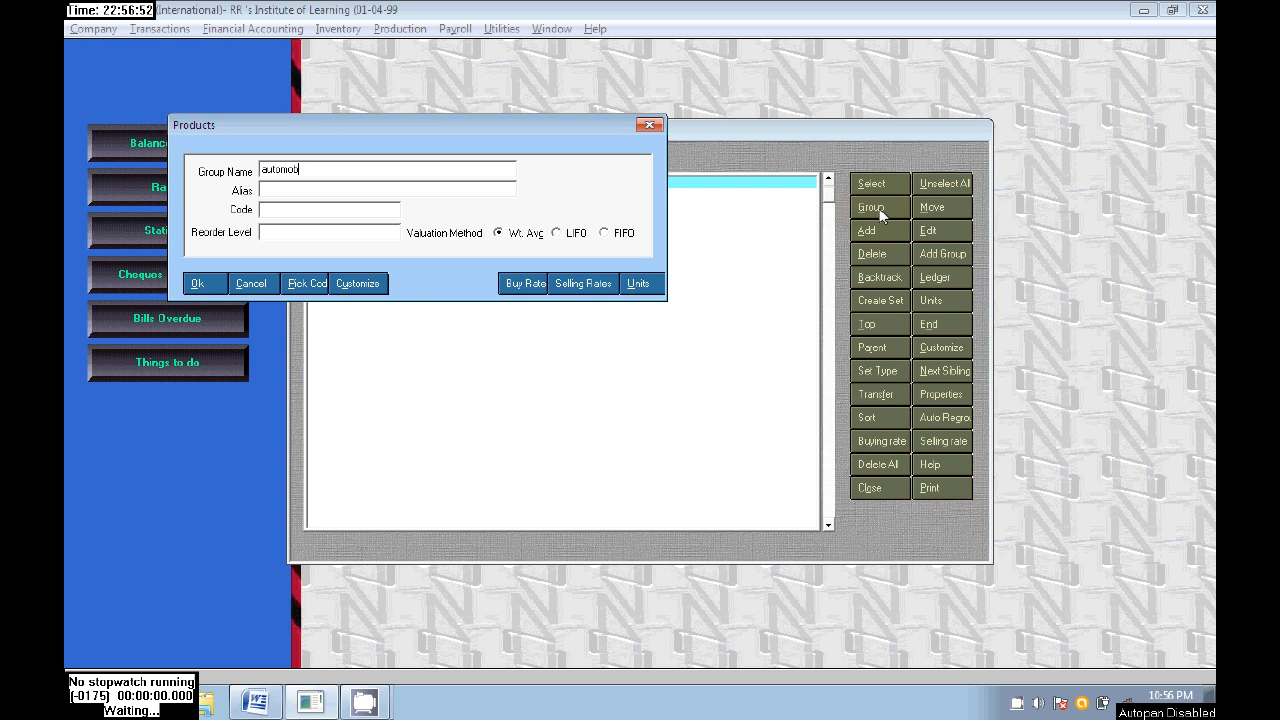 Time: 22:56:52
(International)- RR 's Institute of Learning (01-04-99
Company Transactions Financial Accounting Inventory Production Payroll Utilities Window Help
Products
Group Name automob
Alias
Code
Reorder Level
Valuation Method Wt. Avg LIFO FIFO
Ok Cancel Pick Cod Customize Buy Rate Selling Rates Units
Balanc
Ra
Stati
Cheques
Bills Overdue
Things to do
Select Unselect All
Group Move
Add Edit
Delete Add Group
Backtrack Ledger
Create Set Units
Top End
Parent Customize
Set Type Next Sibling
Transfer Properties
Sort Auto Regro
Buying rate Selling rate
Delete All Help
Close Print
No stopwatch running
(-0175) 00:00:00.000
Waiting...
10:56 PM
Autopan Disabled